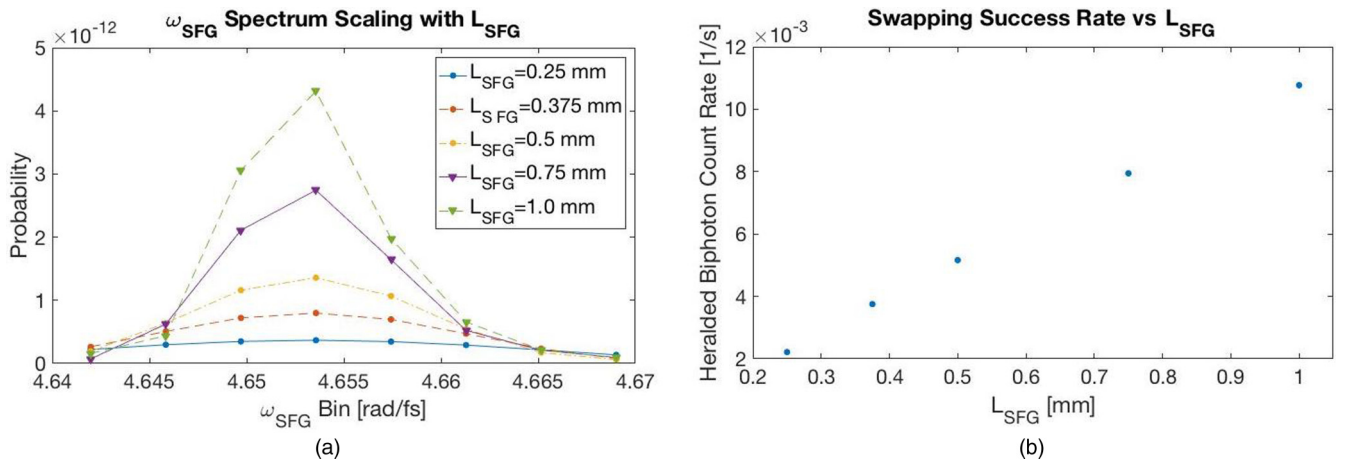 ω_SFG Spectrum Scaling with L_SFG
×10^-12
5
4
3
2
1
0
Probability
4.64 4.645 4.65 4.655 4.66 4.665 4.67
ω_SFG Bin [rad/fs]
L_SFG=0.25 mm
L_S FG=0.375 mm
L_SFG=0.5 mm
L_SFG=0.75 mm
L_SFG=1.0 mm
(a)
Swapping Success Rate vs L_SFG
×10^-3
12
10
8
6
4
2
Heralded Biphoton Count Rate [1/s]
0.2 0.3 0.4 0.5 0.6 0.7 0.8 0.9 1
L_SFG [mm]
(b)